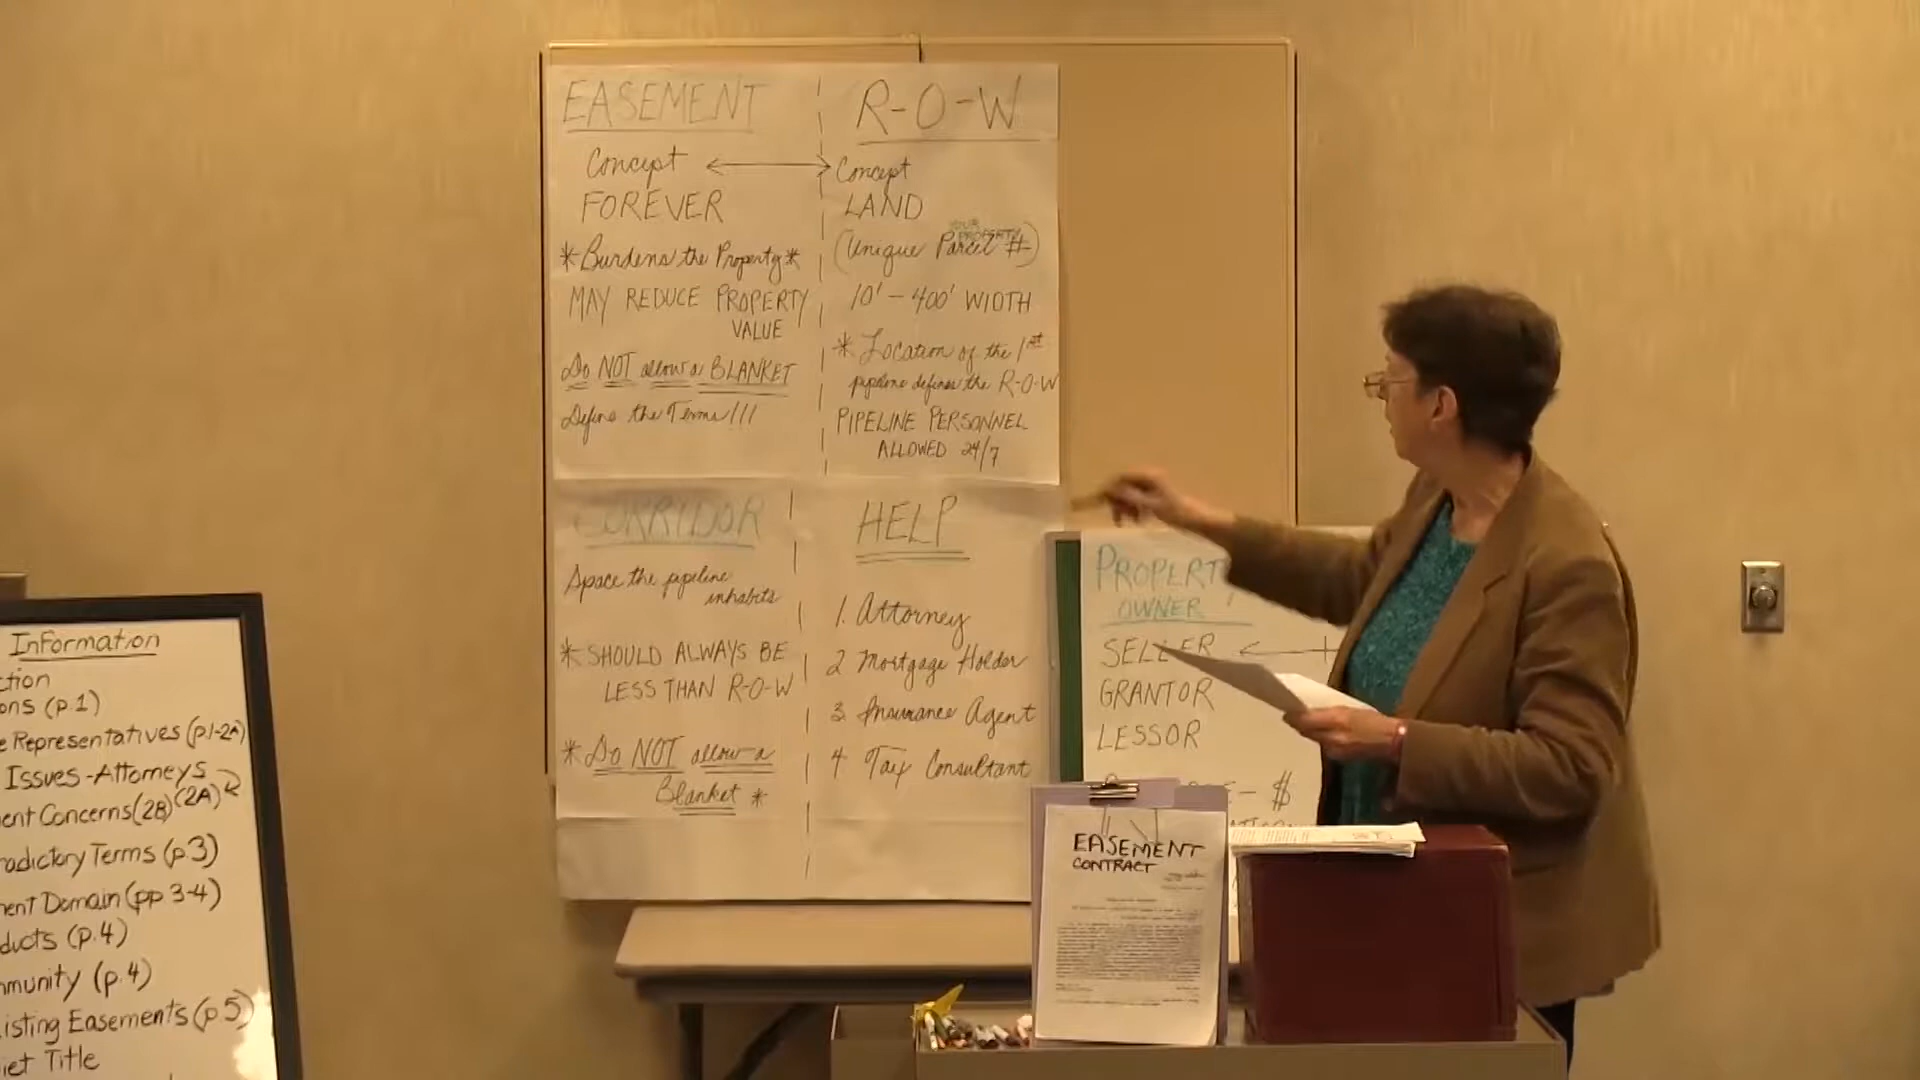 EASEMENT
Concept
FOREVER
*Burdens the Property*
MAY REDUCE PROPERTY
VALUE
Do NOT allow a BLANKET
Define the Terms!!!
R-O-W
Concept
LAND
YOUR
PROPERTY
(Unique Parcel #)
10' - 400' WIDTH
* Location of the 1st
pipeline defines the R-O-W
PIPELINE PERSONNEL
ALLOWED 24/7
CORRIDOR
Space the pipeline
inhabits
*SHOULD ALWAYS BE
LESS THAN R-O-W
*Do NOT allow a
Blanket *
HELP
1. Attorney
2 Mortgage Holder
3. Insurance Agent
4. Tax Consultant
PROPERTY
OWNER
SELLER
GRANTOR
LESSOR
- $
EASEMENT
CONTRACT
Information
ction
ons (p.1)
e Representatives (p.1-2A)
Issues-Attorneys
ent Concerns(2B)(2A)
radictory Terms (p.3)
nent Domain (pp 3-4)
ducts (p.4)
mmunity (p.4)
isting Easements (p.5)
iet Title